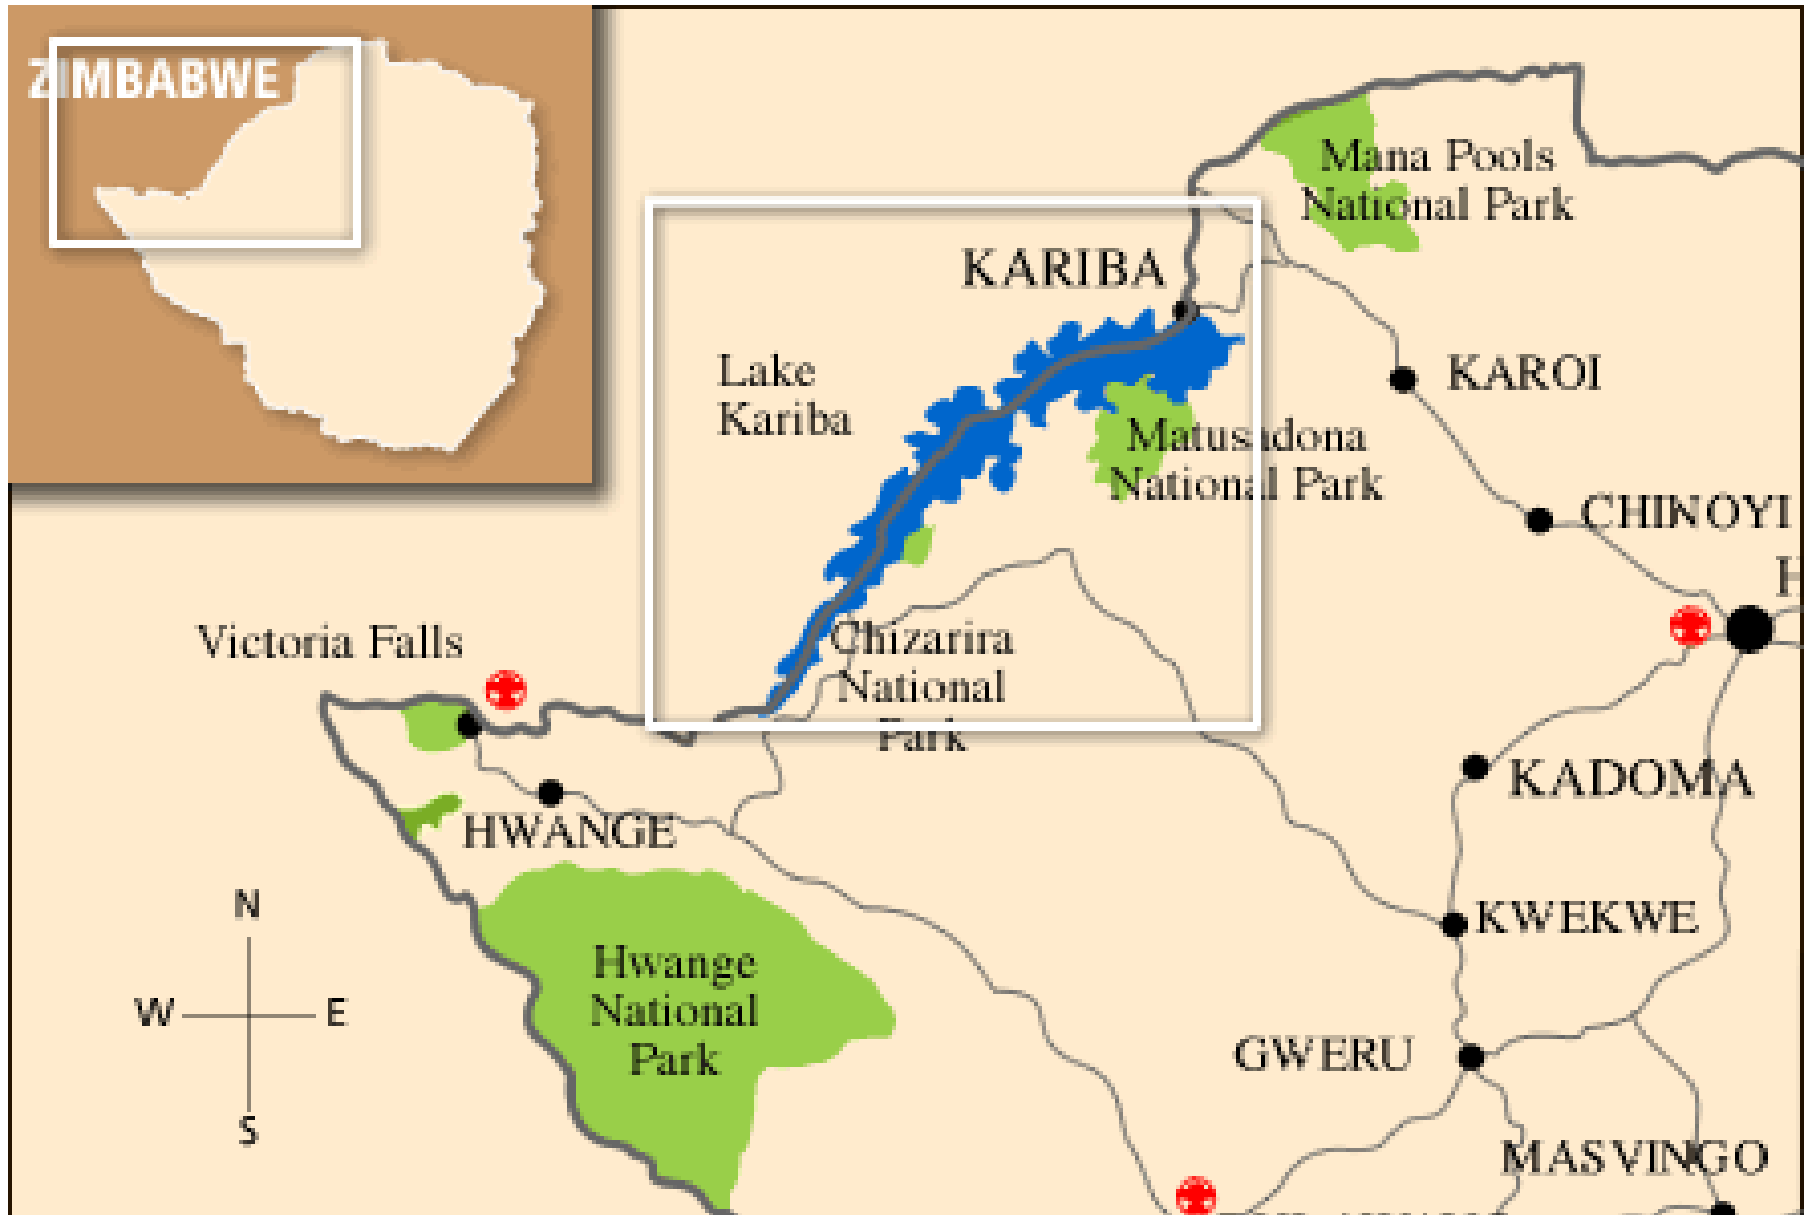 ZIMBABWE
Mana Pools
National Park
KARIBA
Lake
Kariba
KAROI
Matusadona
National Park
CHINOYI
H
Victoria Falls
Chizarira
National
Park
KADOMA
HWANGE
N
W
E
S
KWEKWE
Hwange
National
Park
GWERU
MASVINGO